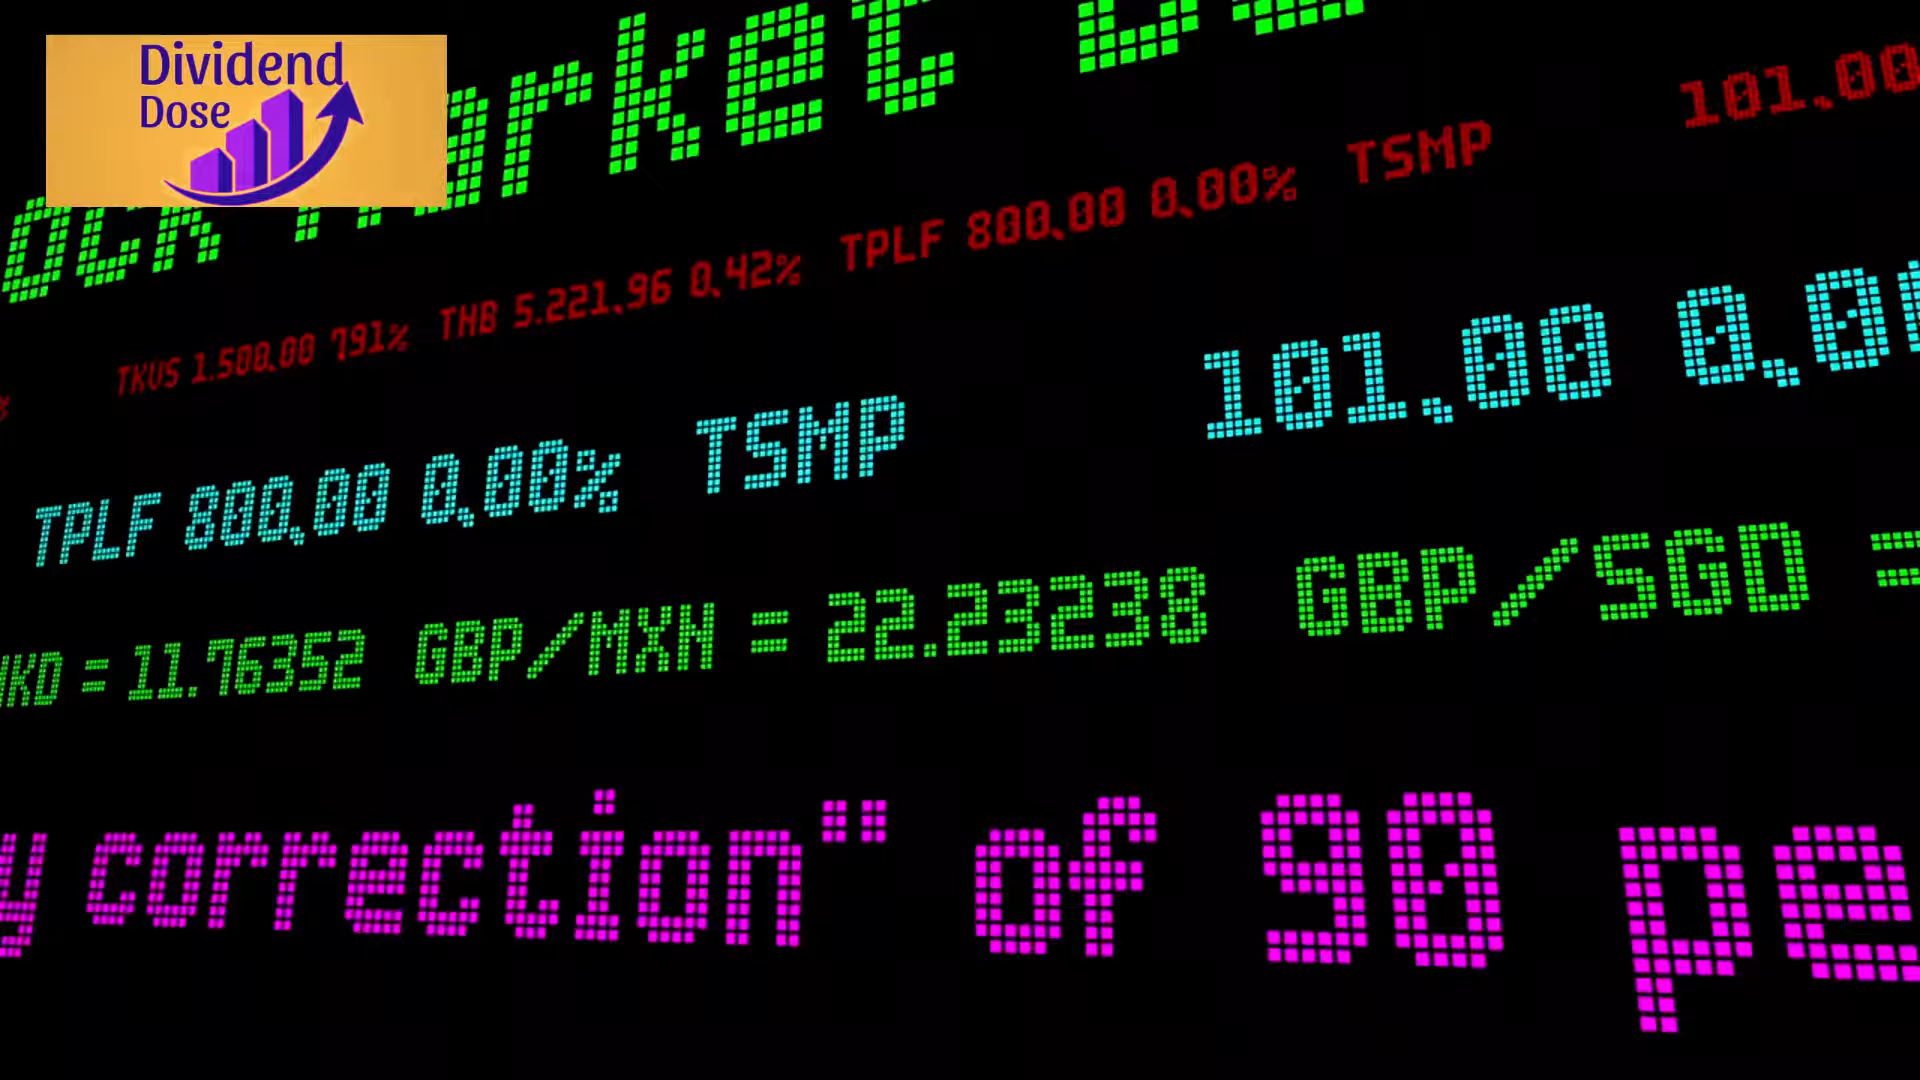 Dividend
Dose
ock Market
101,00
TKUS 1.508,00 791% THB 5.221,96 0,42% TPLF 800,00 0,00% TSMP
TPLF 800,00 0,00% TSMP 101,00 0,00
HKD = 11.76352 GBP/MXN = 22.23238 GBP/SGD =
y correction" of 90 pe